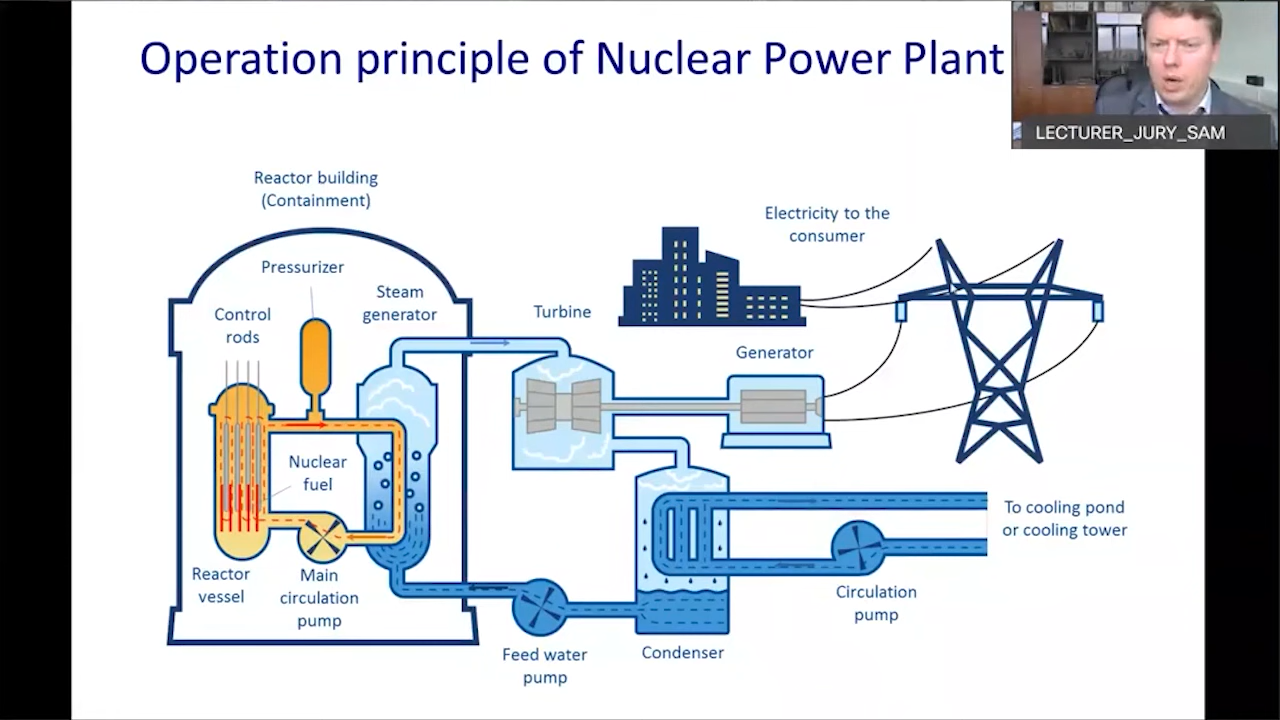 Operation principle of Nuclear Power Plant
LECTURER_JURY_SAM
Reactor building
(Containment)
Pressurizer
Steam
generator
Control
rods
Nuclear
fuel
Reactor
vessel
Main
circulation
pump
Turbine
Electricity to the
consumer
Generator
To cooling pond
or cooling tower
Circulation
pump
Condenser
Feed water
pump